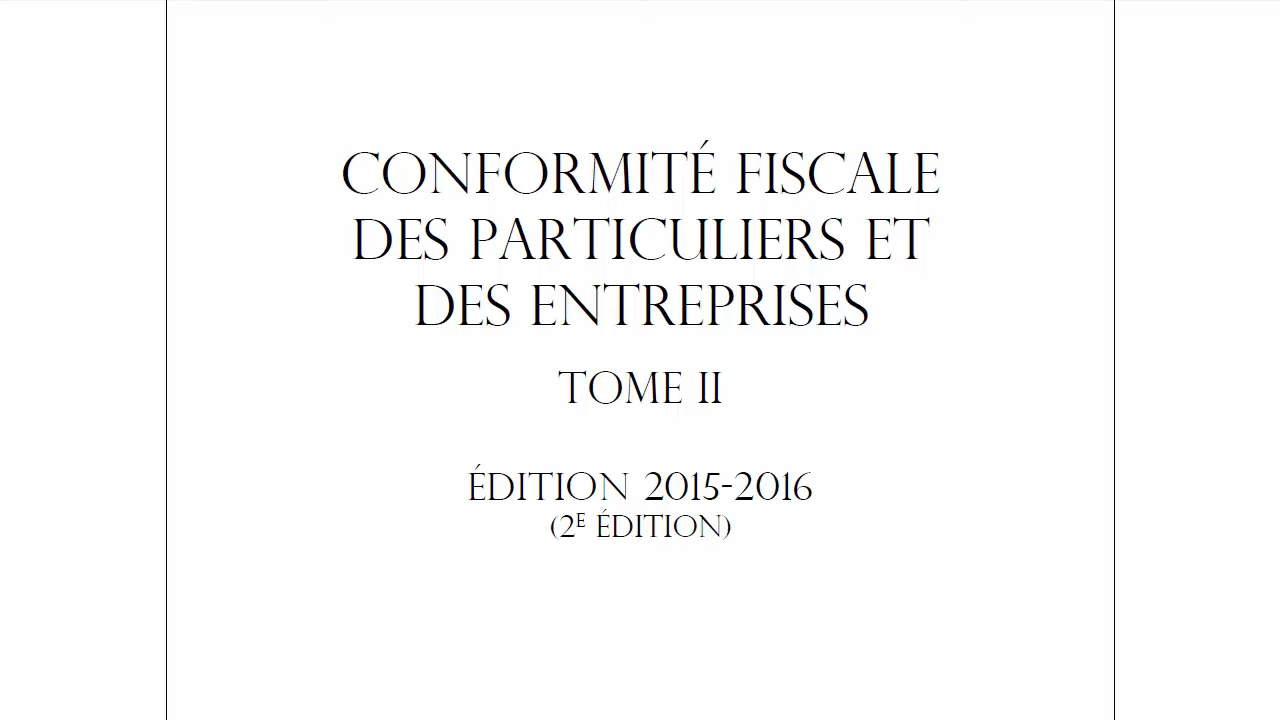 CONFORMITÉ FISCALE
DES PARTICULIERS ET
DES ENTREPRISES
TOME II
ÉDITION 2015-2016
(2E ÉDITION)